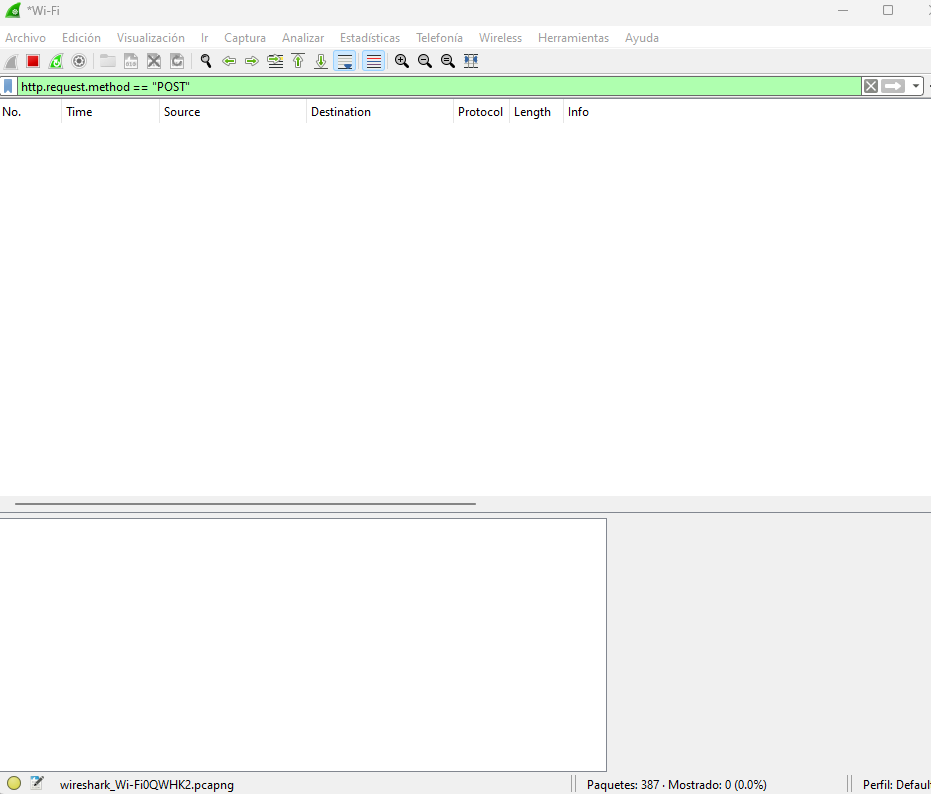 *Wi-Fi
Archivo Edición Visualización Ir Captura Analizar Estadísticas Telefonía Wireless Herramientas Ayuda
http.request.method == "POST"
No. Time Source Destination Protocol Length Info
wireshark_Wi-Fi0QWHK2.pcapng Paquetes: 387 · Mostrado: 0 (0.0%) Perfil: Defaul